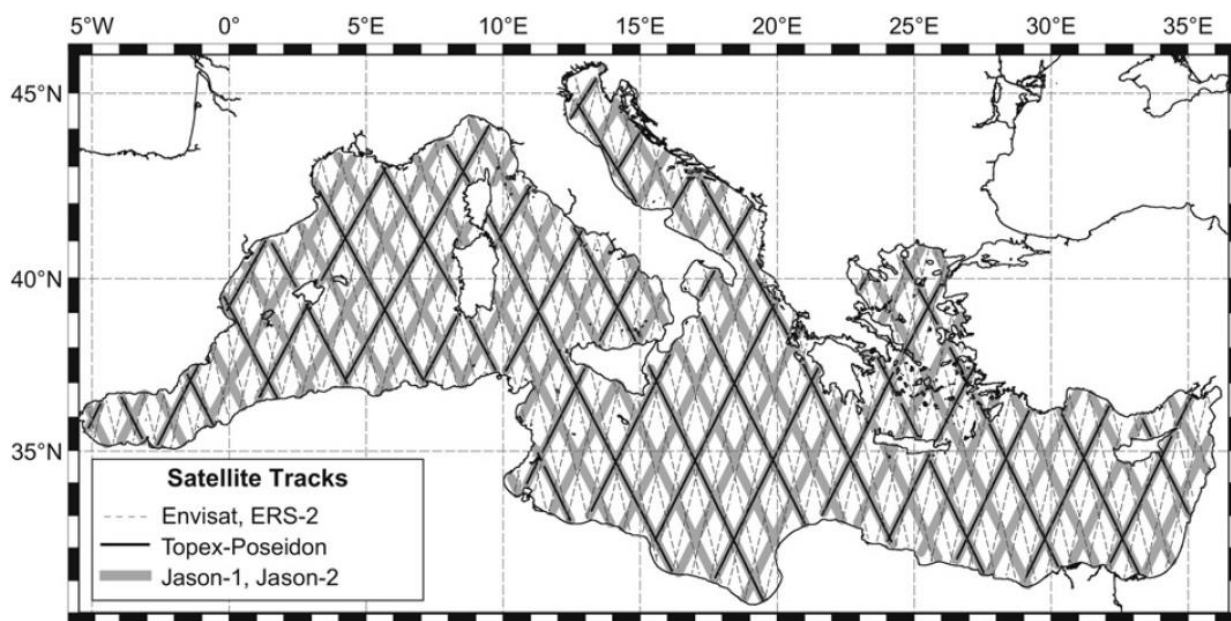 5°W 0° 5°E 10°E 15°E 20°E 25°E 30°E 35°E
45°N
40°N
35°N
Satellite Tracks
Envisat, ERS-2
Topex-Poseidon
Jason-1, Jason-2